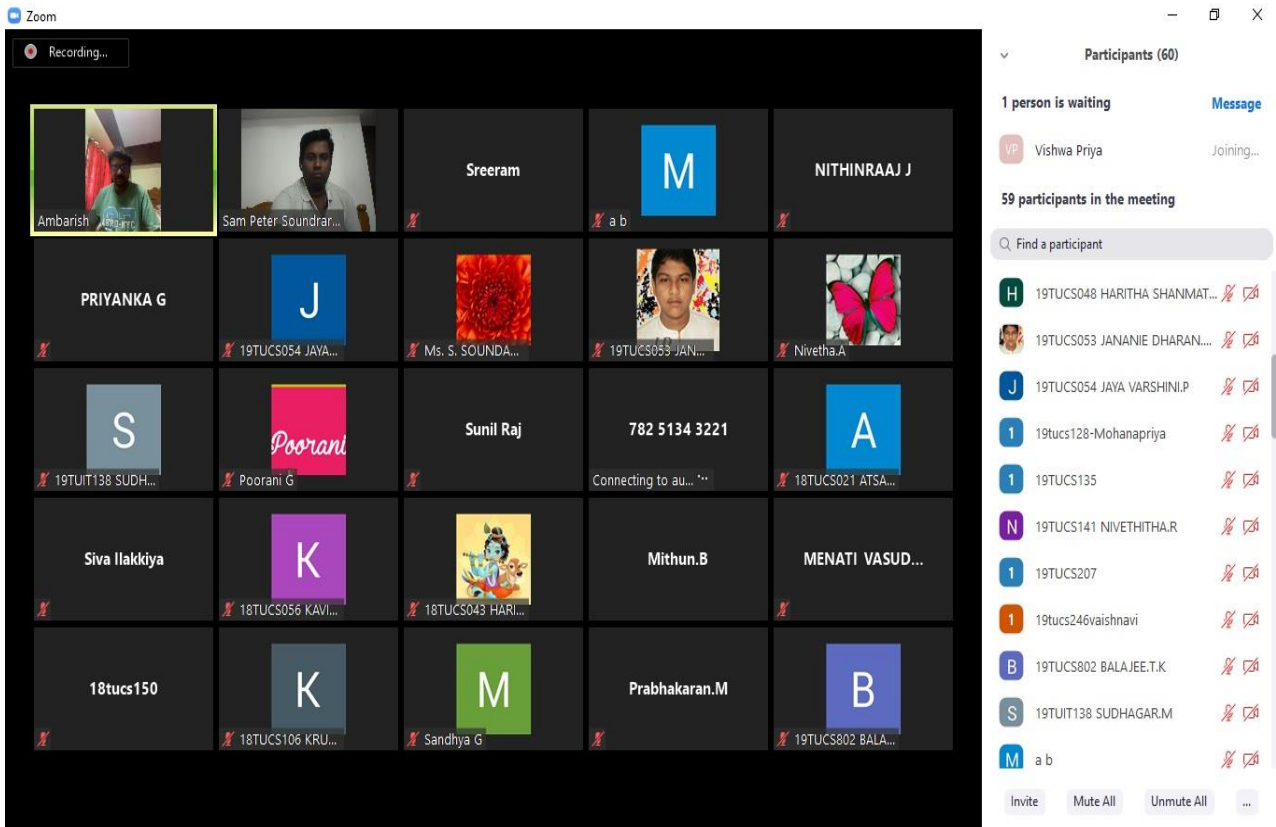 Zoom
Recording...
Ambarish
Sam Peter Soundrar...
Sreeram
M
a b
NITHINRAAJ J
PRIYANKA G
J
19TUCS054 JAYA...
Ms. S. SOUNDA...
19TUCS053 JAN...
Nivetha.A
S
19TUIT138 SUDH...
Poorani
Poorani G
Sunil Raj
782 5134 3221
Connecting to au...
A
18TUCS021 ATSA...
Siva Ilakkiya
K
18TUCS056 KAVI...
18TUCS043 HARI...
Mithun.B
MENATI VASUD...
18tucs150
K
18TUCS106 KRU...
M
Sandhya G
Prabhakaran.M
B
19TUCS802 BALA...
Participants (60)
1 person is waiting Message
VP Vishwa Priya Joining...
59 participants in the meeting
Find a participant
H 19TUCS048 HARITHA SHANMAT...
19TUCS053 JANANIE DHARAN....
J 19TUCS054 JAYA VARSHINI.P
1 19tucs128-Mohanapriya
1 19TUCS135
N 19TUCS141 NIVETHITHA.R
1 19TUCS207
1 19tucs246vaishnavi
B 19TUCS802 BALAJEE.T.K
S 19TUIT138 SUDHAGAR.M
M a b
Invite Mute All Unmute All ...